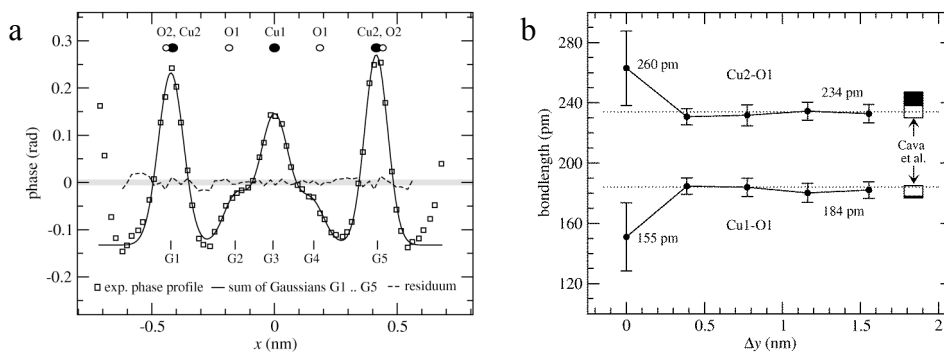 a
O2, Cu2 O1 Cu1 O1 Cu2, O2
0.3
0.2
0.1
0
-0.1
-0.2
phase (rad)
G1 G2 G3 G4 G5
exp. phase profile sum of Gaussians G1 .. G5 residuum
-0.5 0 0.5
x (nm)
b
280
240
200
160
120
bondlength (pm)
260 pm
Cu2-O1
234 pm
Cava
et al.
155 pm
184 pm
Cu1-O1
0 0.5 1 1.5 2
Δy (nm)